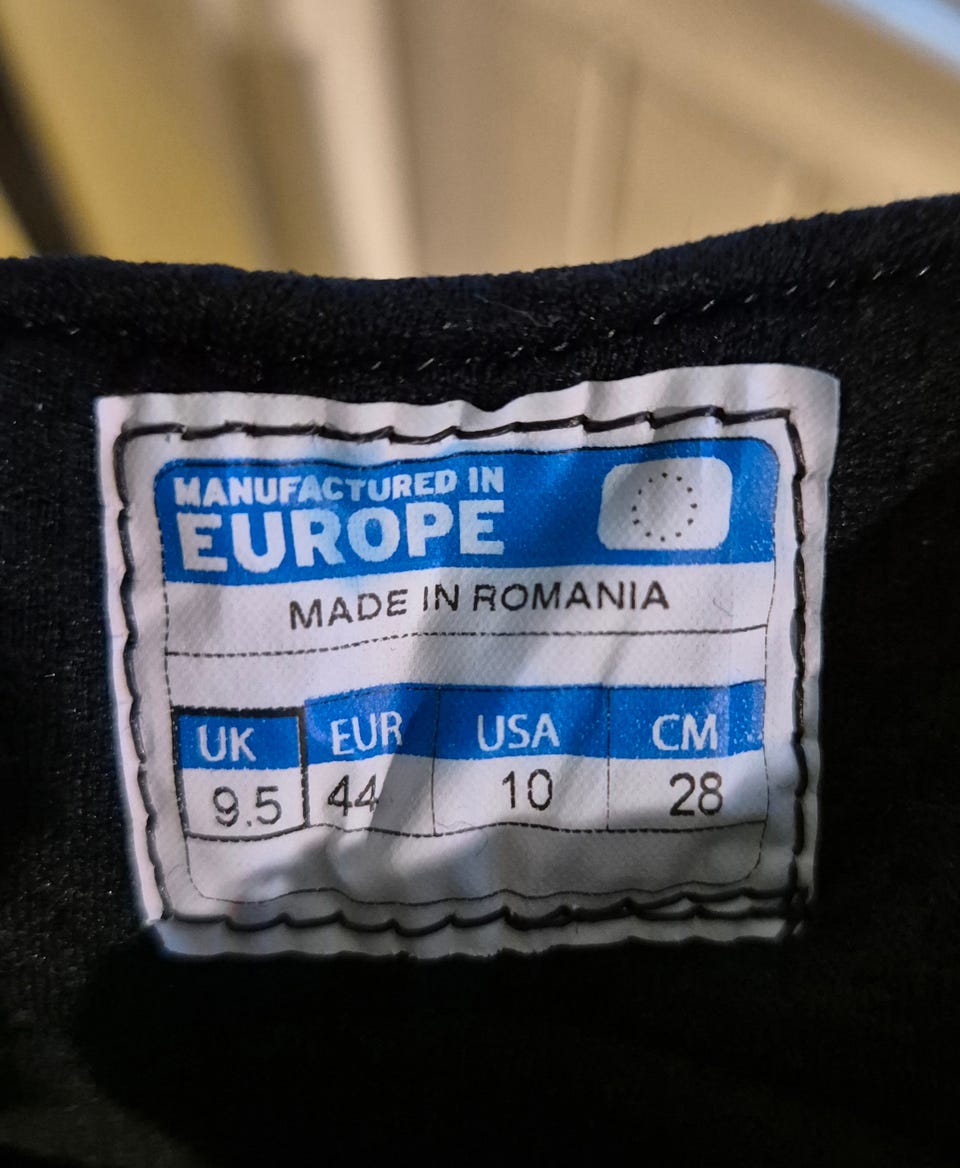 MANUFACTURED IN
EUROPE
MADE IN ROMANIA
UK EUR USA CM
9.5 44 10 28